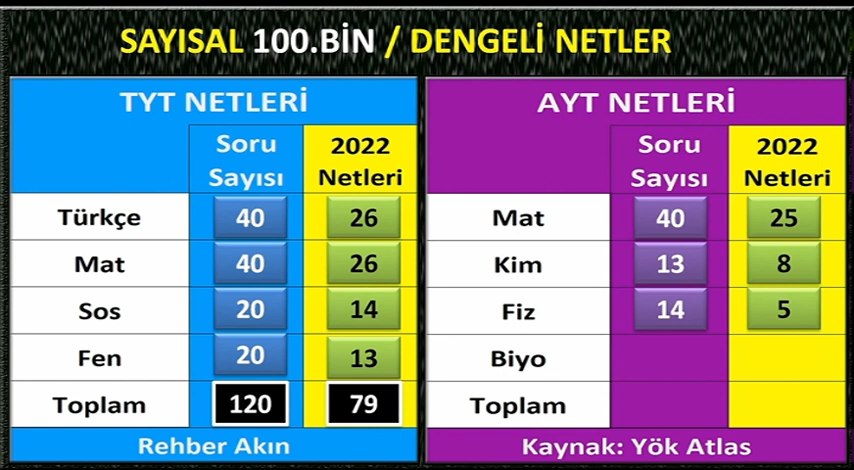 SAYISAL 100.BİN / DENGELİ NETLER
TYT NETLERİ
Soru Sayısı
2022 Netleri
Türkçe 40 26
Mat 40 26
Sos 20 14
Fen 20 13
Toplam 120 79
Rehber Akın
AYT NETLERİ
Soru Sayısı
2022 Netleri
Mat 40 25
Kim 13 8
Fiz 14 5
Biyo
Toplam
Kaynak: Yök Atlas